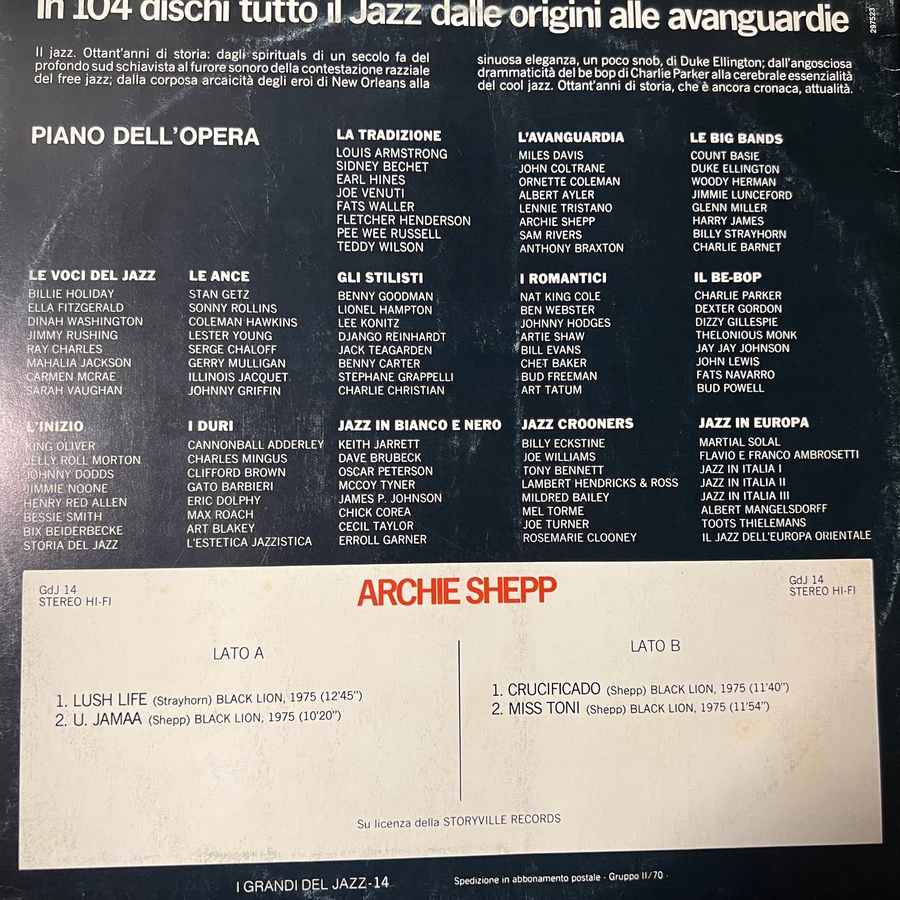 In 104 dischi tutto il Jazz dalle origini alle avanguardie
297523
Il jazz. Ottant'anni di storia: dagli spirituals di un secolo fa del
profondo sud schiavista al furore sonoro della contestazione razziale
del free jazz; dalla corposa arcaicità degli eroi di New Orleans alla
sinuosa eleganza, un poco snob, di Duke Ellington; dall'angosciosa
drammaticità del be bop di Charlie Parker alla cerebrale essenzialità
del cool jazz. Ottant'anni di storia, che è ancora cronaca, attualità.
PIANO DELL'OPERA
LA TRADIZIONE
LOUIS ARMSTRONG
SIDNEY BECHET
EARL HINES
JOE VENUTI
FATS WALLER
FLETCHER HENDERSON
PEE WEE RUSSELL
TEDDY WILSON
L'AVANGUARDIA
MILES DAVIS
JOHN COLTRANE
ORNETTE COLEMAN
ALBERT AYLER
LENNIE TRISTANO
ARCHIE SHEPP
SAM RIVERS
ANTHONY BRAXTON
LE BIG BANDS
COUNT BASIE
DUKE ELLINGTON
WOODY HERMAN
JIMMIE LUNCEFORD
GLENN MILLER
HARRY JAMES
BILLY STRAYHORN
CHARLIE BARNET
LE VOCI DEL JAZZ
BILLIE HOLIDAY
ELLA FITZGERALD
DINAH WASHINGTON
JIMMY RUSHING
RAY CHARLES
MAHALIA JACKSON
CARMEN MCRAE
SARAH VAUGHAN
LE ANCE
STAN GETZ
SONNY ROLLINS
COLEMAN HAWKINS
LESTER YOUNG
SERGE CHALOFF
GERRY MULLIGAN
ILLINOIS JACQUET
JOHNNY GRIFFIN
GLI STILISTI
BENNY GOODMAN
LIONEL HAMPTON
LEE KONITZ
DJANGO REINHARDT
JACK TEAGARDEN
BENNY CARTER
STEPHANE GRAPPELLI
CHARLIE CHRISTIAN
I ROMANTICI
NAT KING COLE
BEN WEBSTER
JOHNNY HODGES
ARTIE SHAW
BILL EVANS
CHET BAKER
BUD FREEMAN
ART TATUM
IL BE-BOP
CHARLIE PARKER
DEXTER GORDON
DIZZY GILLESPIE
THELONIOUS MONK
JAY JAY JOHNSON
JOHN LEWIS
FATS NAVARRO
BUD POWELL
L'INIZIO
KING OLIVER
JELLY ROLL MORTON
JOHNNY DODDS
JIMMIE NOONE
HENRY RED ALLEN
BESSIE SMITH
BIX BEIDERBECKE
STORIA DEL JAZZ
I DURI
CANNONBALL ADDERLEY
CHARLES MINGUS
CLIFFORD BROWN
GATO BARBIERI
ERIC DOLPHY
MAX ROACH
ART BLAKEY
L'ESTETICA JAZZISTICA
JAZZ IN BIANCO E NERO
KEITH JARRETT
DAVE BRUBECK
OSCAR PETERSON
MCCOY TYNER
JAMES P. JOHNSON
CHICK COREA
CECIL TAYLOR
ERROLL GARNER
JAZZ CROONERS
BILLY ECKSTINE
JOE WILLIAMS
TONY BENNETT
LAMBERT HENDRICKS & ROSS
MILDRED BAILEY
MEL TORME
JOE TURNER
ROSEMARIE CLOONEY
JAZZ IN EUROPA
MARTIAL SOLAL
FLAVIO E FRANCO AMBROSETTI
JAZZ IN ITALIA I
JAZZ IN ITALIA II
JAZZ IN ITALIA III
ALBERT MANGELSDORFF
TOOTS THIELEMANS
IL JAZZ DELL'EUROPA ORIENTALE
GdJ 14
STEREO HI-FI
ARCHIE SHEPP
GdJ 14
STEREO HI-FI
LATO A
1. LUSH LIFE (Strayhorn) BLACK LION, 1975 (12'45")
2. U. JAMAA (Shepp) BLACK LION, 1975 (10'20")
LATO B
1. CRUCIFICADO (Shepp) BLACK LION, 1975 (11'40")
2. MISS TONI (Shepp) BLACK LION, 1975 (11'54")
Su licenza della STORYVILLE RECORDS
I GRANDI DEL JAZZ - 14
Spedizione in abbonamento postale - Gruppo II/70 -